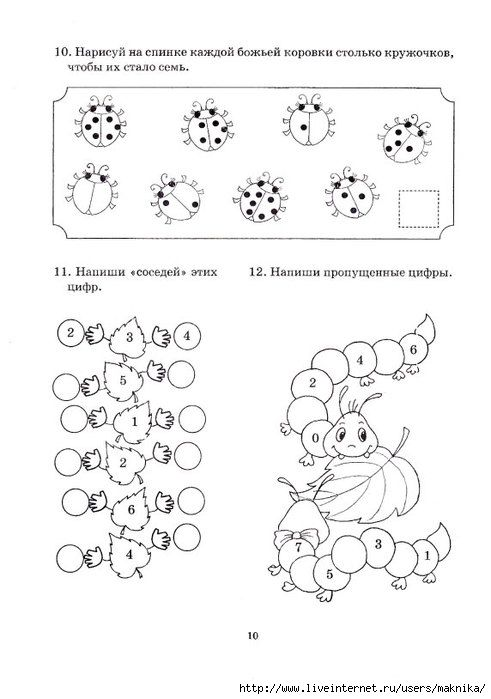 10. Нарисуй на спинке каждой божьей коровки столько кружочков,
чтобы их стало семь.
11. Напиши «соседей» этих
цифр.
12. Напиши пропущенные цифры.
2 3 4
5
1
2
6
4
6
4
2
0
7
5
3
1
10
http://www.liveinternet.ru/users/maknika/